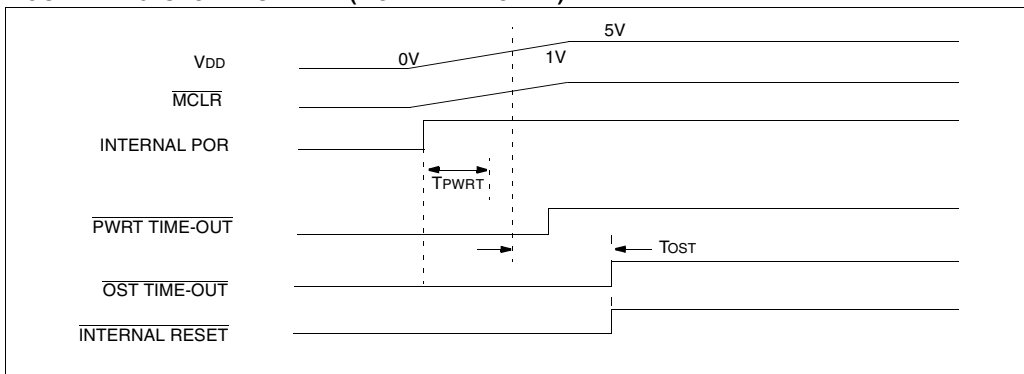 5V
VDD 0V 1V
MCLR
INTERNAL POR
TPWRT
PWRT TIME-OUT
TOST
OST TIME-OUT
INTERNAL RESET